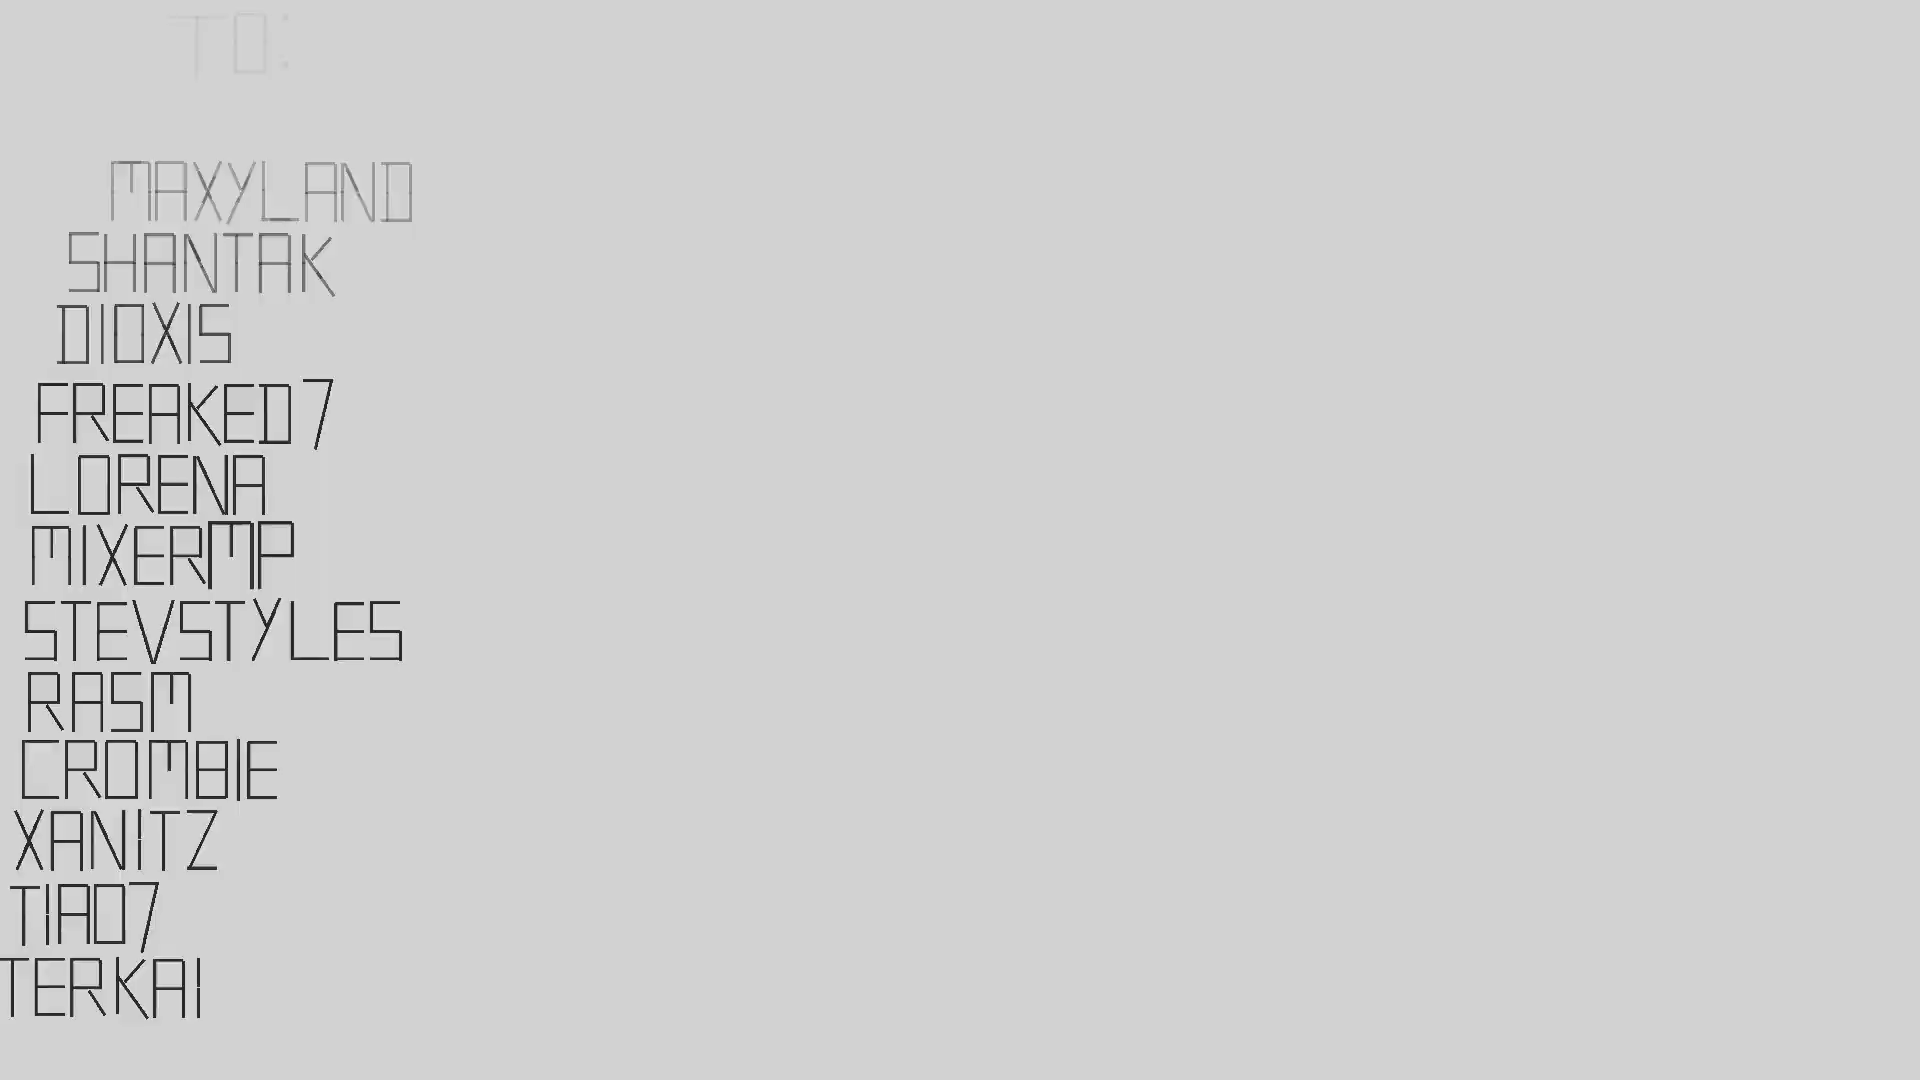 TO:
MAXYLAND
SHANTAK
DIOXIS
FREAKED7
LORENA
MIXERMP
STEVSTYLES
RASM
CROMBIE
XANITZ
TIAO7
TERKAI